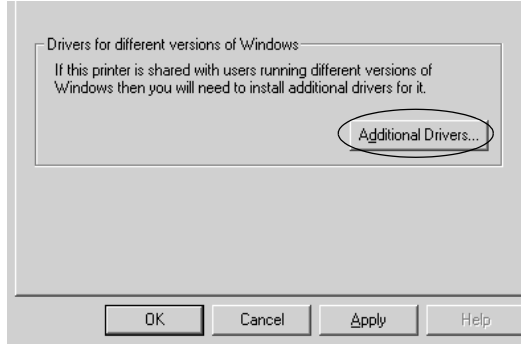 Drivers for different versions of Windows
If this printer is shared with users running different versions of
Windows then you will need to install additional drivers for it.
Additional Drivers...
OK Cancel Apply Help